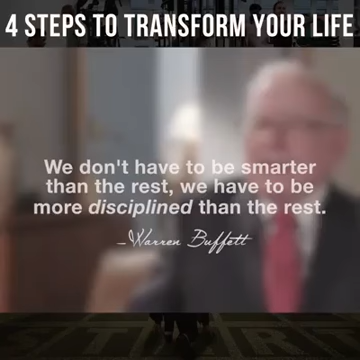 4 STEPS TO TRANSFORM YOUR LIFE
We don't have to be smarter
than the rest, we have to be
more disciplined than the rest.
–Warren Buffett